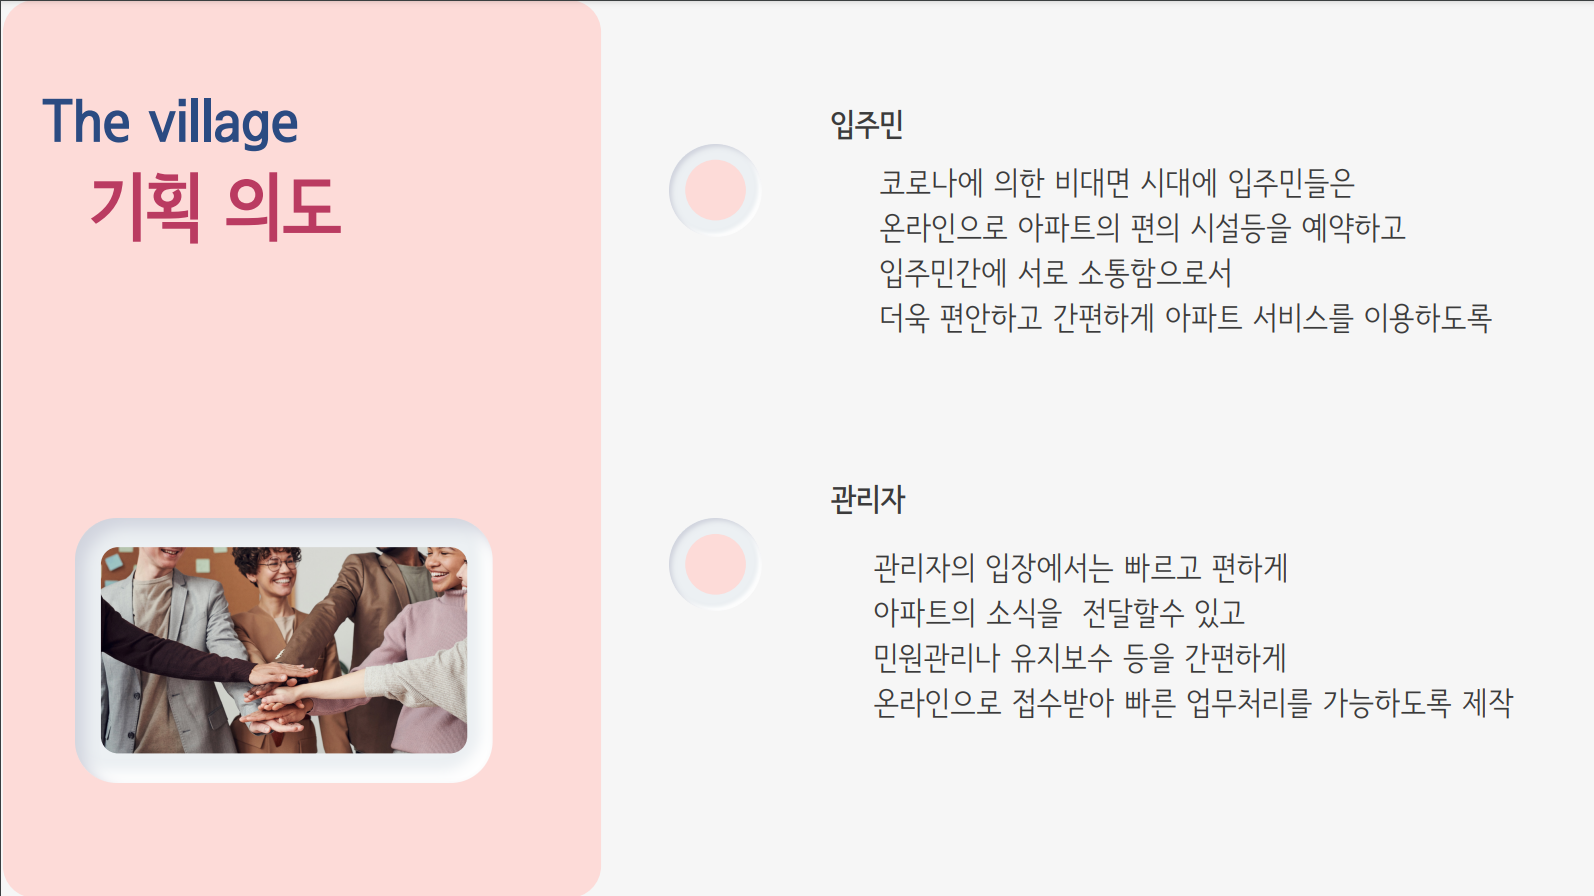 The village
기획 의도
입주민
코로나에 의한 비대면 시대에 입주민들은
온라인으로 아파트의 편의 시설등을 예약하고
입주민간에 서로 소통함으로서
더욱 편안하고 간편하게 아파트 서비스를 이용하도록
관리자
관리자의 입장에서는 빠르고 편하게
아파트의 소식을  전달할수 있고
민원관리나 유지보수 등을 간편하게
온라인으로 접수받아 빠른 업무처리를 가능하도록 제작